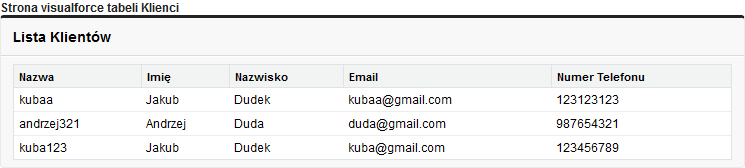 Strona visualforce tabeli Klienci
Lista Klientów
Nazwa Imię Nazwisko Email Numer Telefonu
kubaa Jakub Dudek kubaa@gmail.com 123123123
andrzej321 Andrzej Duda duda@gmail.com 987654321
kuba123 Jakub Dudek kuba@gmail.com 123456789